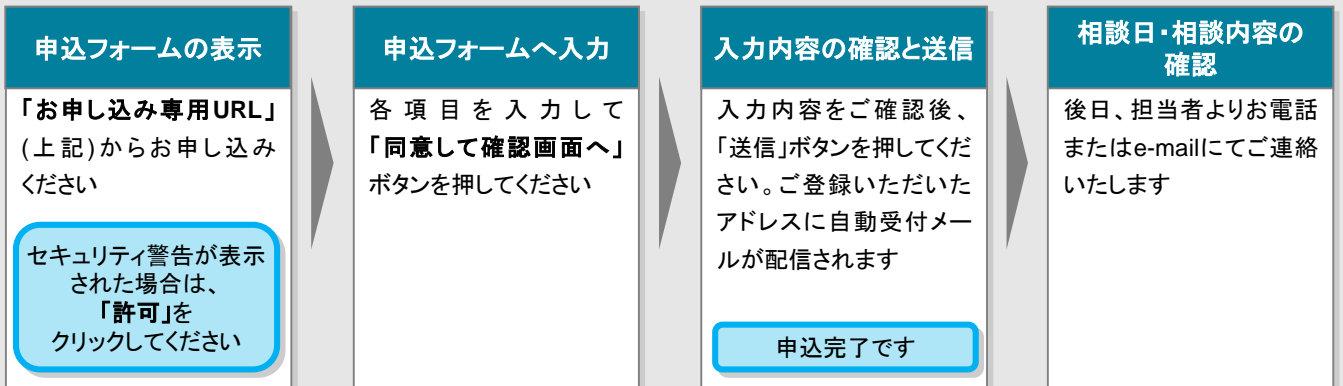 申込フォームの表示
「お申し込み専用URL」
(上記)からお申し込み
ください
セキュリティ警告が表示
された場合は、
「許可」を
クリックしてください
申込フォームへ入力
各項目を入力して
「同意して確認画面へ」
ボタンを押してください
入力内容の確認と送信
入力内容をご確認後、
「送信」ボタンを押してくだ
さい。ご登録いただいた
アドレスに自動受付メー
ルが配信されます
申込完了です
相談日・相談内容の
確認
後日、担当者よりお電話
またはe-mailにてご連絡
いたします